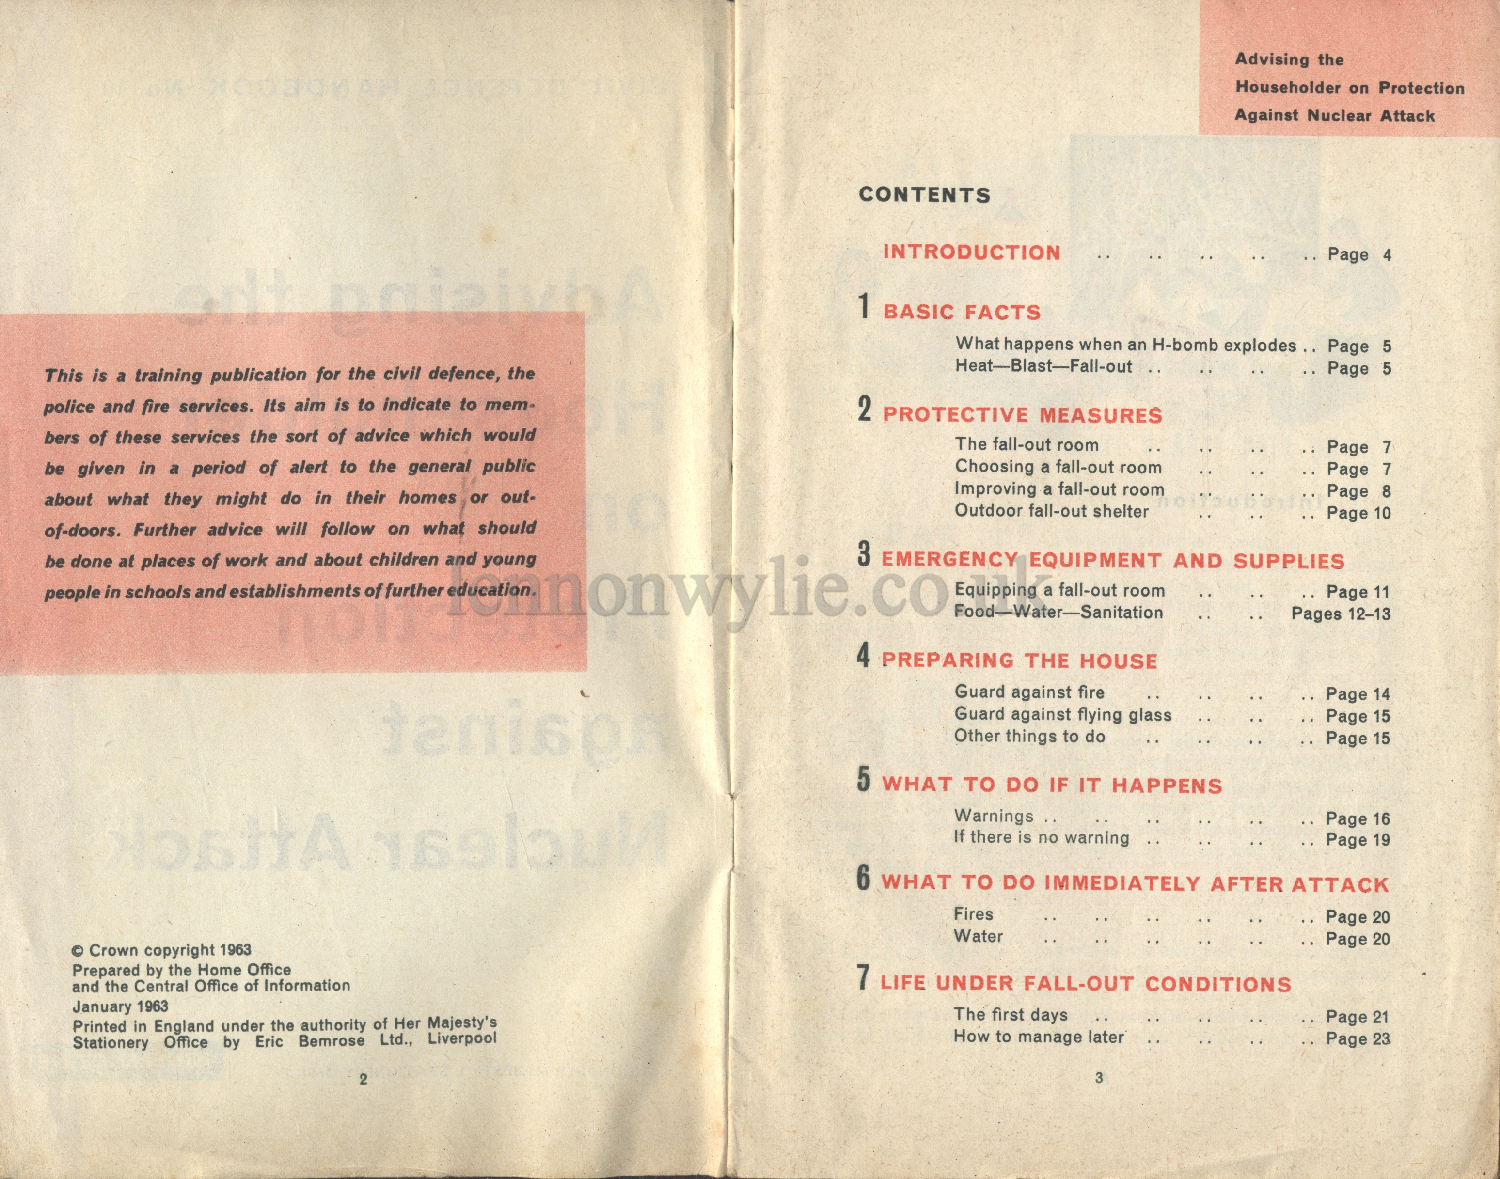 This is a training publication for the civil defence, the
police and fire services. Its aim is to indicate to mem-
bers of these services the sort of advice which would
be given in a period of alert to the general public
about what they might do in their homes or out-
of-doors. Further advice will follow on what should
be done at places of work and about children and young
people in schools and establishments of further education.
© Crown copyright 1963
Prepared by the Home Office
and the Central Office of Information
January 1963
Printed in England under the authority of Her Majesty's
Stationery Office by Eric Bemrose Ltd., Liverpool
2
Advising the
Householder on Protection
Against Nuclear Attack
CONTENTS
INTRODUCTION .. .. .. .. .. Page 4
1 BASIC FACTS
What happens when an H-bomb explodes .. Page 5
Heat—Blast—Fall-out .. .. .. .. Page 5
2 PROTECTIVE MEASURES
The fall-out room .. .. .. .. Page 7
Choosing a fall-out room .. .. .. Page 7
Improving a fall-out room .. .. .. Page 8
Outdoor fall-out shelter .. .. .. Page 10
3 EMERGENCY EQUIPMENT AND SUPPLIES
Equipping a fall-out room .. .. .. Page 11
Food—Water—Sanitation .. .. Pages 12–13
4 PREPARING THE HOUSE
Guard against fire .. .. .. .. Page 14
Guard against flying glass .. .. .. Page 15
Other things to do .. .. .. .. Page 15
5 WHAT TO DO IF IT HAPPENS
Warnings .. .. .. .. .. .. Page 16
If there is no warning .. .. .. .. Page 19
6 WHAT TO DO IMMEDIATELY AFTER ATTACK
Fires .. .. .. .. .. .. Page 20
Water .. .. .. .. .. .. Page 20
7 LIFE UNDER FALL-OUT CONDITIONS
The first days .. .. .. .. .. Page 21
How to manage later .. .. .. .. Page 23
3
lennonwylie.co.uk